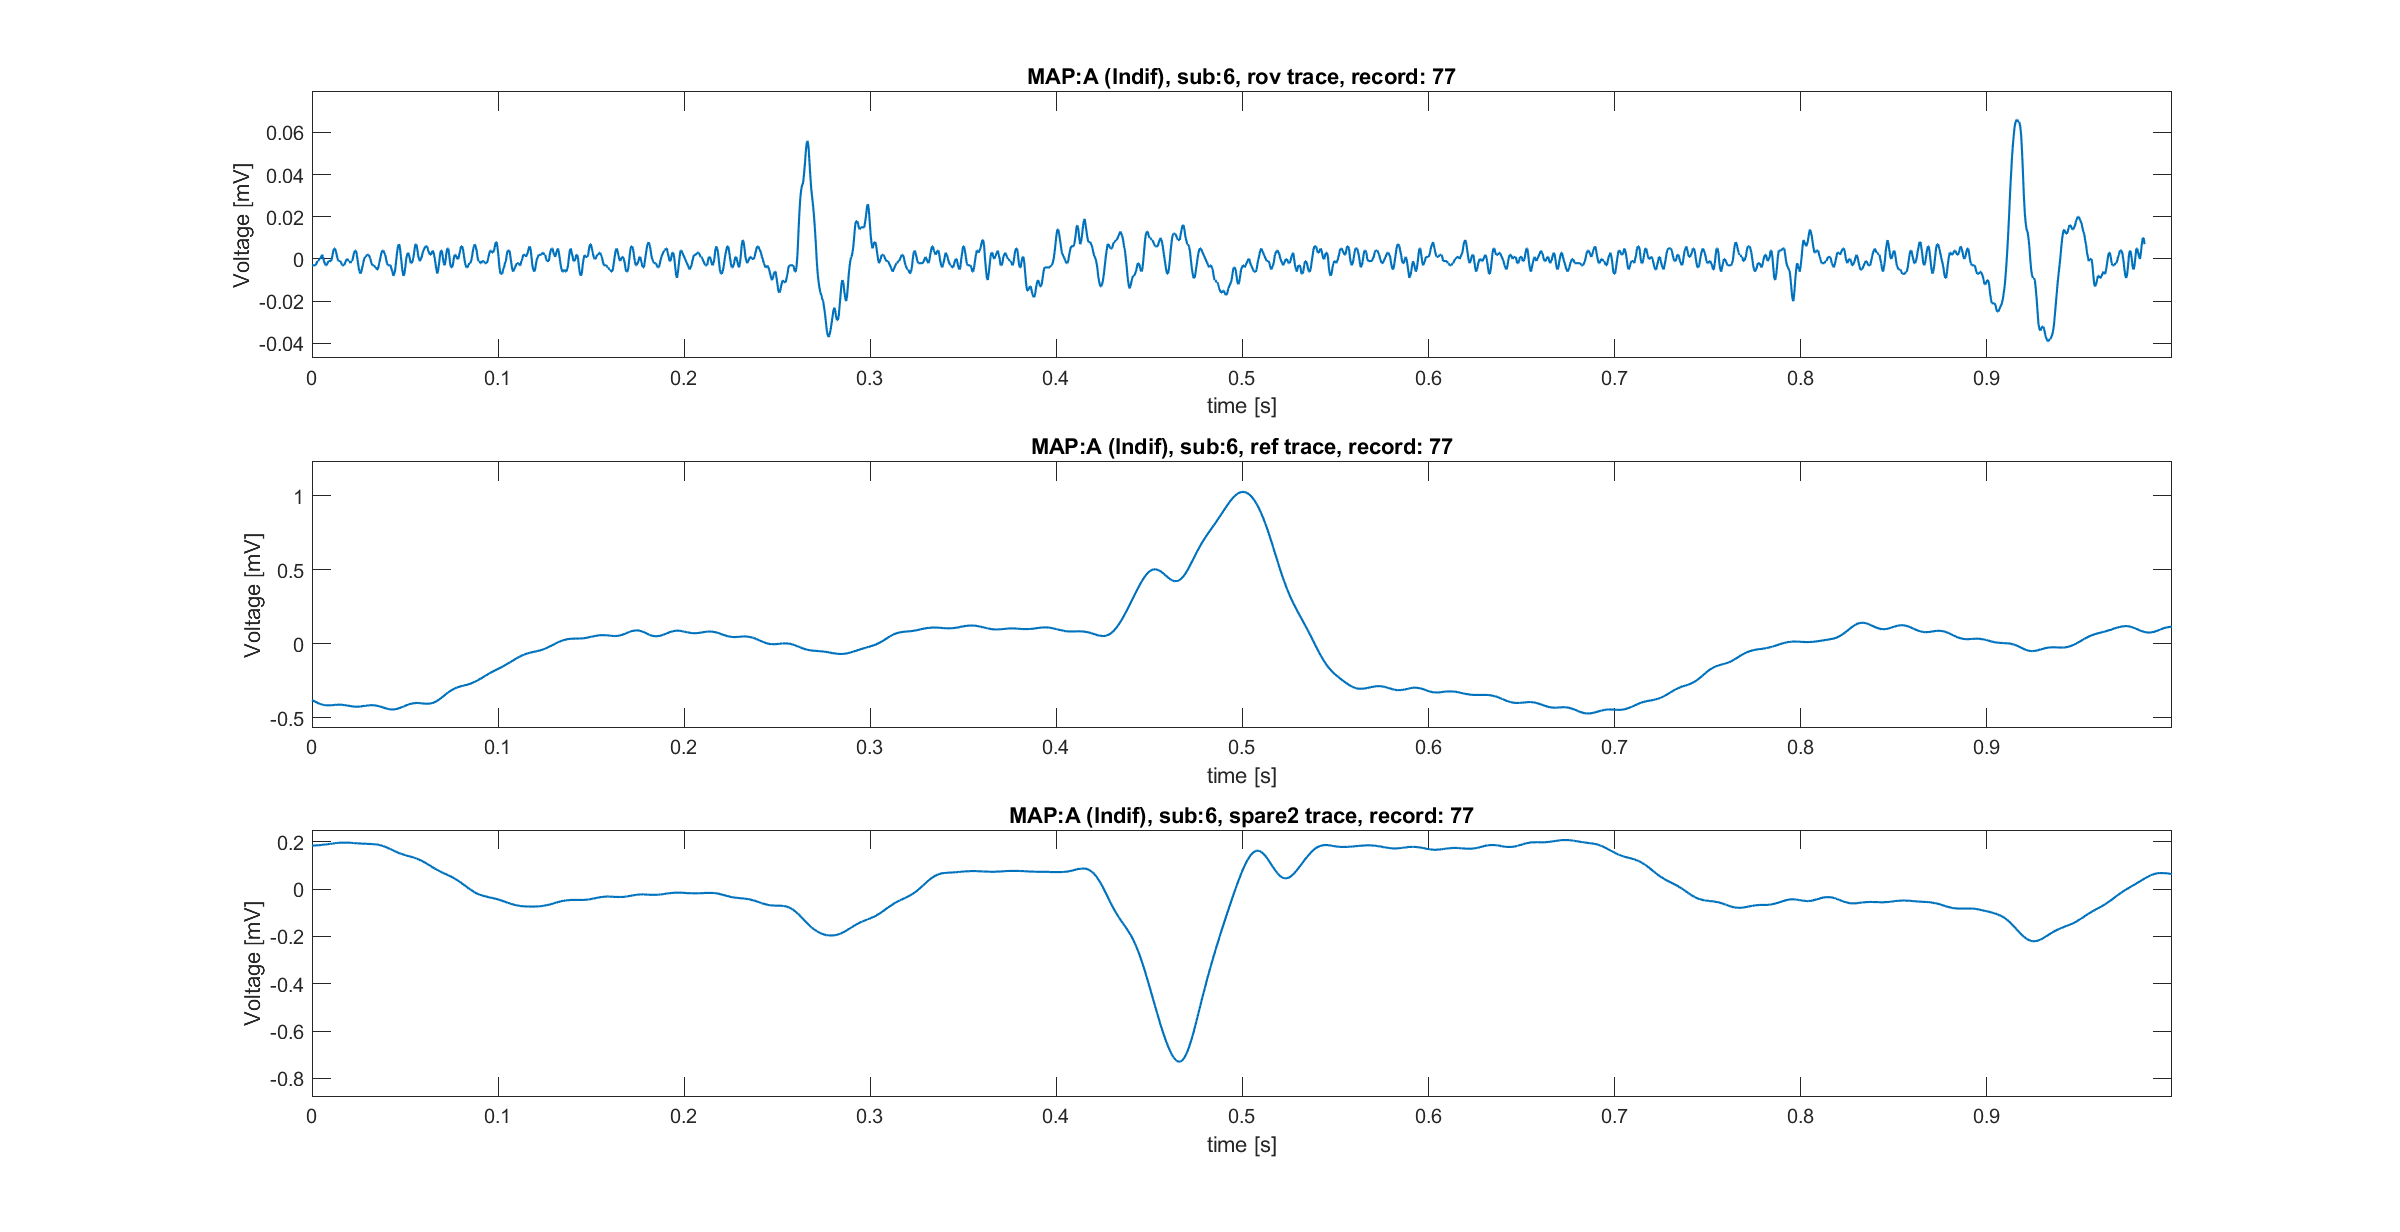 MAP:A (Indif), sub:6, rov trace, record: 77
Voltage [mV]
0.06
0.04
0.02
0
-0.02
-0.04
0 0.1 0.2 0.3 0.4 0.5 0.6 0.7 0.8 0.9
time [s]
MAP:A (Indif), sub:6, ref trace, record: 77
Voltage [mV]
1
0.5
0
-0.5
0 0.1 0.2 0.3 0.4 0.5 0.6 0.7 0.8 0.9
time [s]
MAP:A (Indif), sub:6, spare2 trace, record: 77
Voltage [mV]
0.2
0
-0.2
-0.4
-0.6
-0.8
0 0.1 0.2 0.3 0.4 0.5 0.6 0.7 0.8 0.9
time [s]